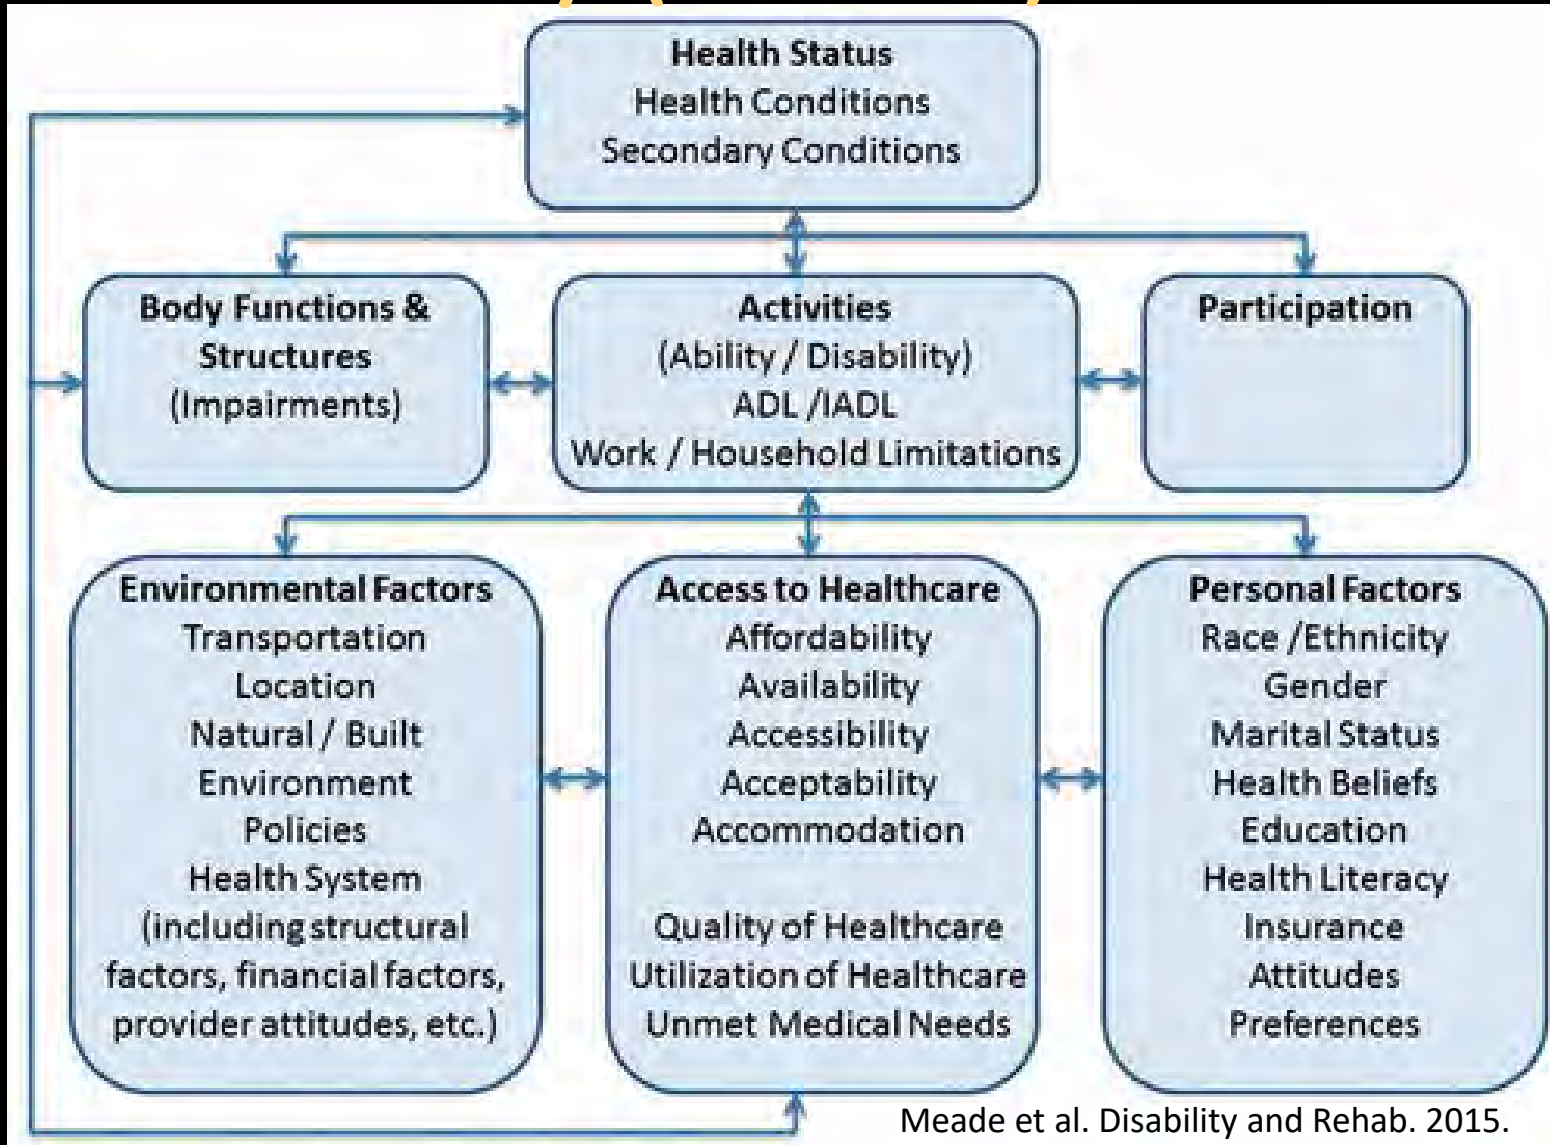 Health Status
Health Conditions
Secondary Conditions
Body Functions &
Structures
(Impairments)
Activities
(Ability / Disability)
ADL /IADL
Work / Household Limitations
Participation
Environmental Factors
Transportation
Location
Natural / Built
Environment
Policies
Health System
(including structural
factors, financial factors,
provider attitudes, etc.)
Access to Healthcare
Affordability
Availability
Accessibility
Acceptability
Accommodation
Quality of Healthcare
Utilization of Healthcare
Unmet Medical Needs
Personal Factors
Race /Ethnicity
Gender
Marital Status
Health Beliefs
Education
Health Literacy
Insurance
Attitudes
Preferences
Meade et al. Disability and Rehab. 2015.